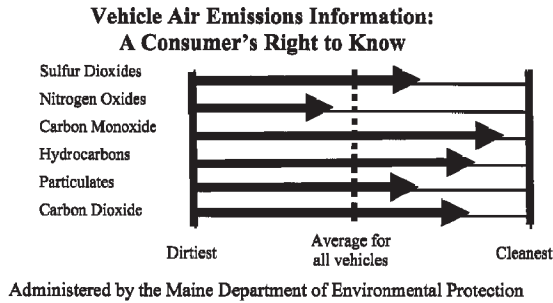 Vehicle Air Emissions Information:
A Consumer's Right to Know
Sulfur Dioxides
Nitrogen Oxides
Carbon Monoxide
Hydrocarbons
Particulates
Carbon Dioxide
Dirtiest
Average for
all vehicles
Cleanest
Administered by the Maine Department of Environmental Protection